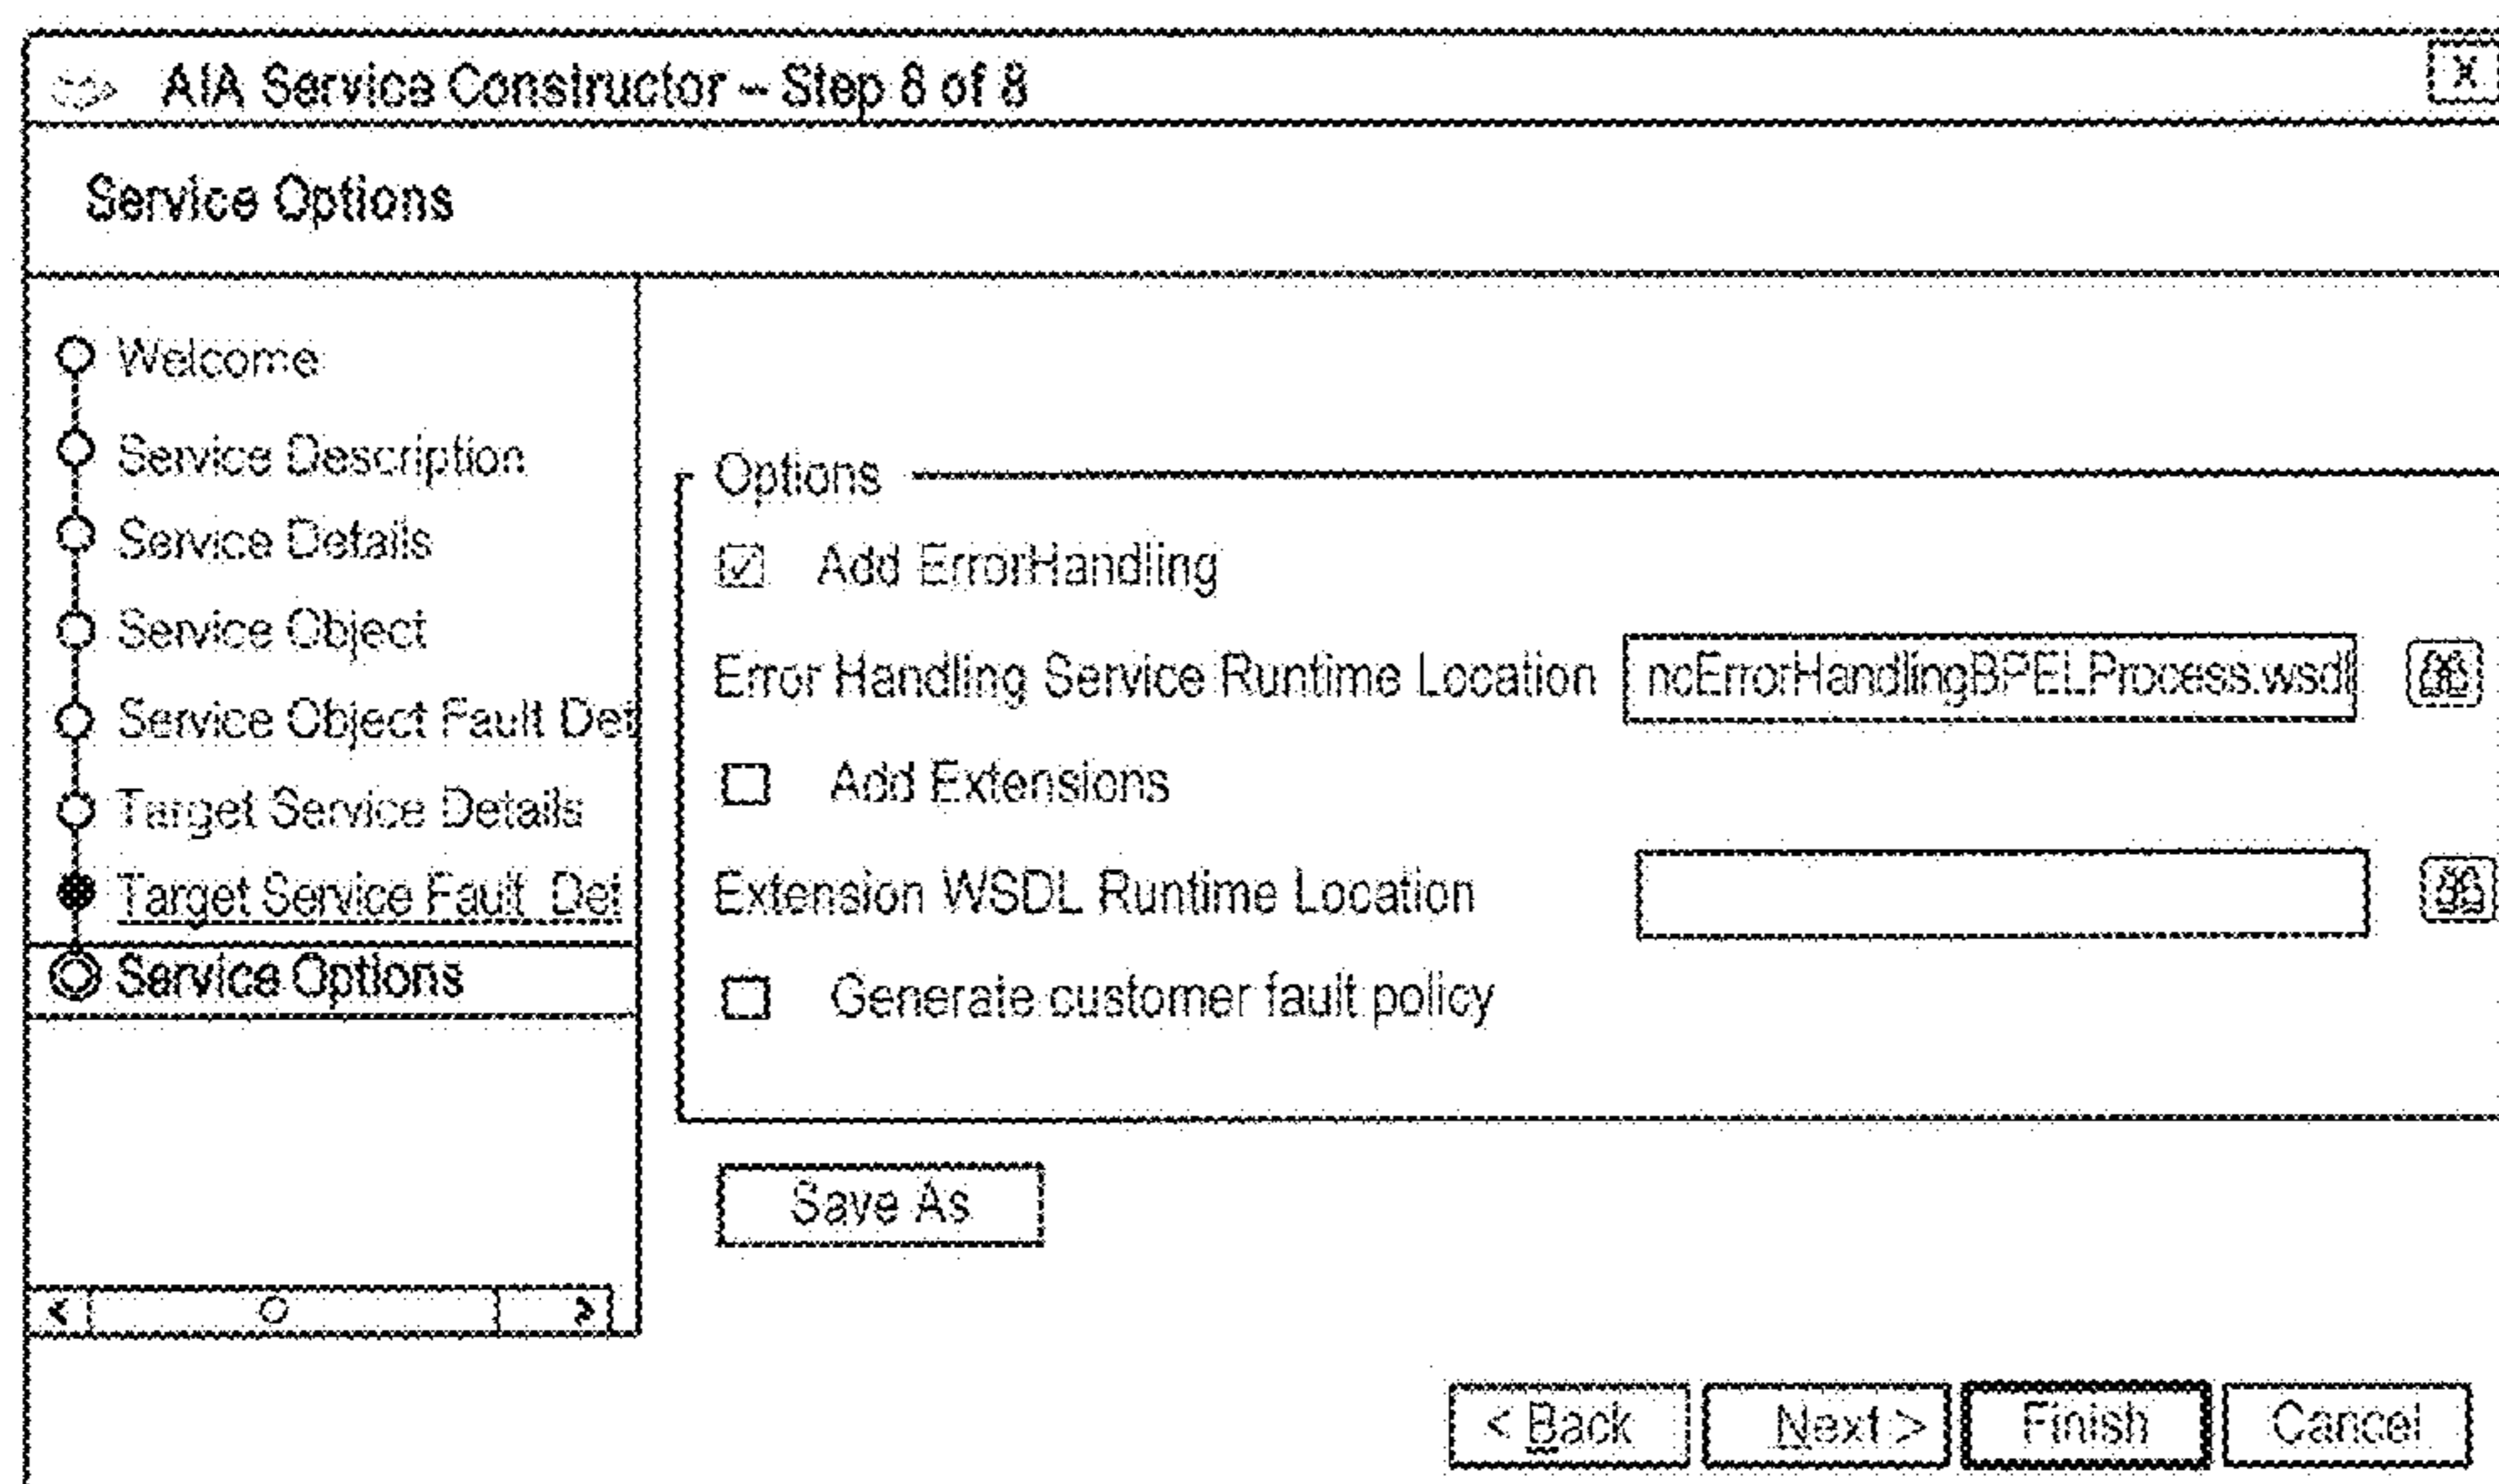 AIA Service Constructor – Step 8 of 8
X
Service Options
Welcome
Service Description
Service Details
Service Object
Service Object Fault Det
Target Service Details
Target Service Fault Det
Service Options
Options
Add ErrorHandling
Error Handling Service Runtime Location ncErrorHandlingBPELProcess.wsdl
Add Extensions
Extension WSDL Runtime Location
Generate customer fault policy
Save As
< Back Next > Finish Cancel